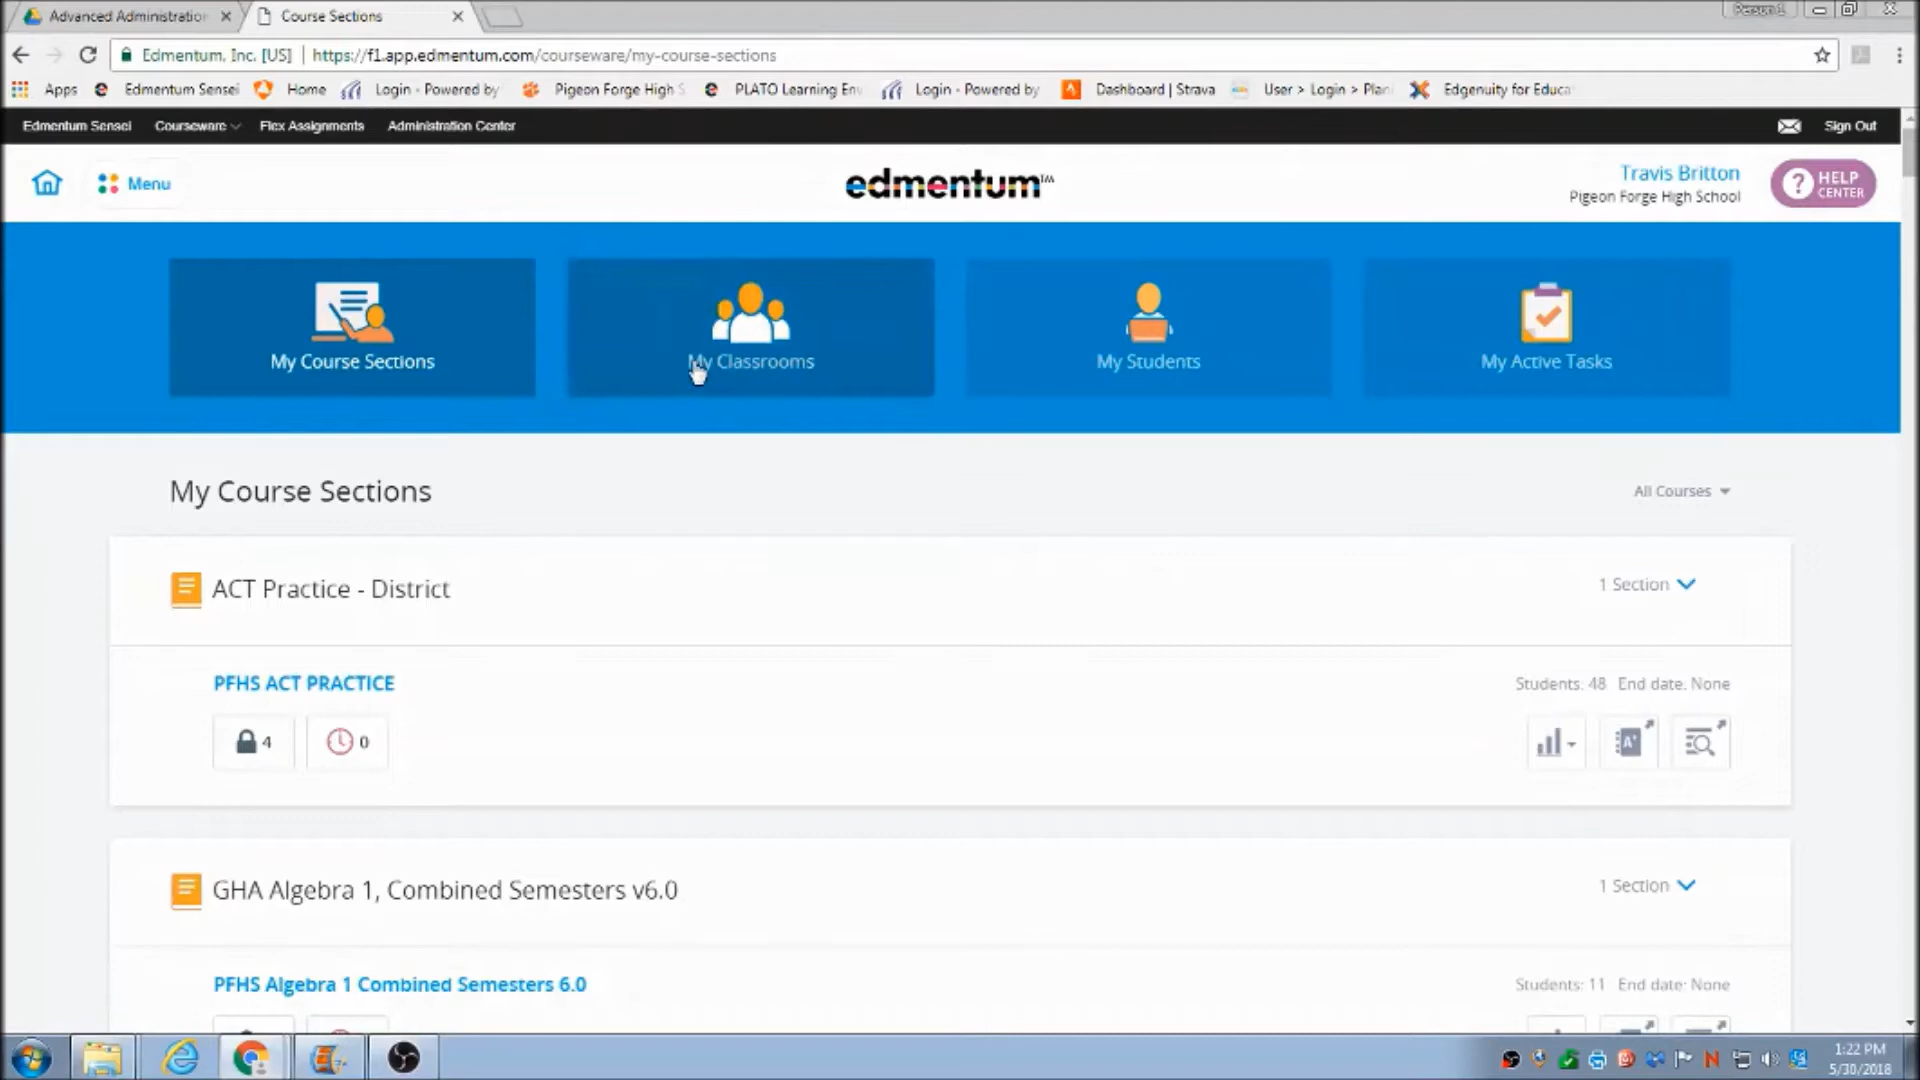 Advanced Administration
Course Sections
Person 1
Edmentum, Inc. [US] | https://f1.app.edmentum.com/courseware/my-course-sections
Apps Edmentum Sensei Home Login - Powered by Pigeon Forge High S PLATO Learning Env Login - Powered by Dashboard | Strava User > Login > Plan Edgenuity for Educa
Edmentum Sensei Courseware Flex Assignments Administration Center Sign Out
Menu
edmentum™
Travis Britton
Pigeon Forge High School
? HELP CENTER
My Course Sections
My Classrooms
My Students
My Active Tasks
My Course Sections
All Courses
ACT Practice - District
1 Section
PFHS ACT PRACTICE
Students: 48 End date: None
4
0
A+
GHA Algebra 1, Combined Semesters v6.0
1 Section
PFHS Algebra 1 Combined Semesters 6.0
Students: 11 End date: None
1:22 PM
5/30/2018